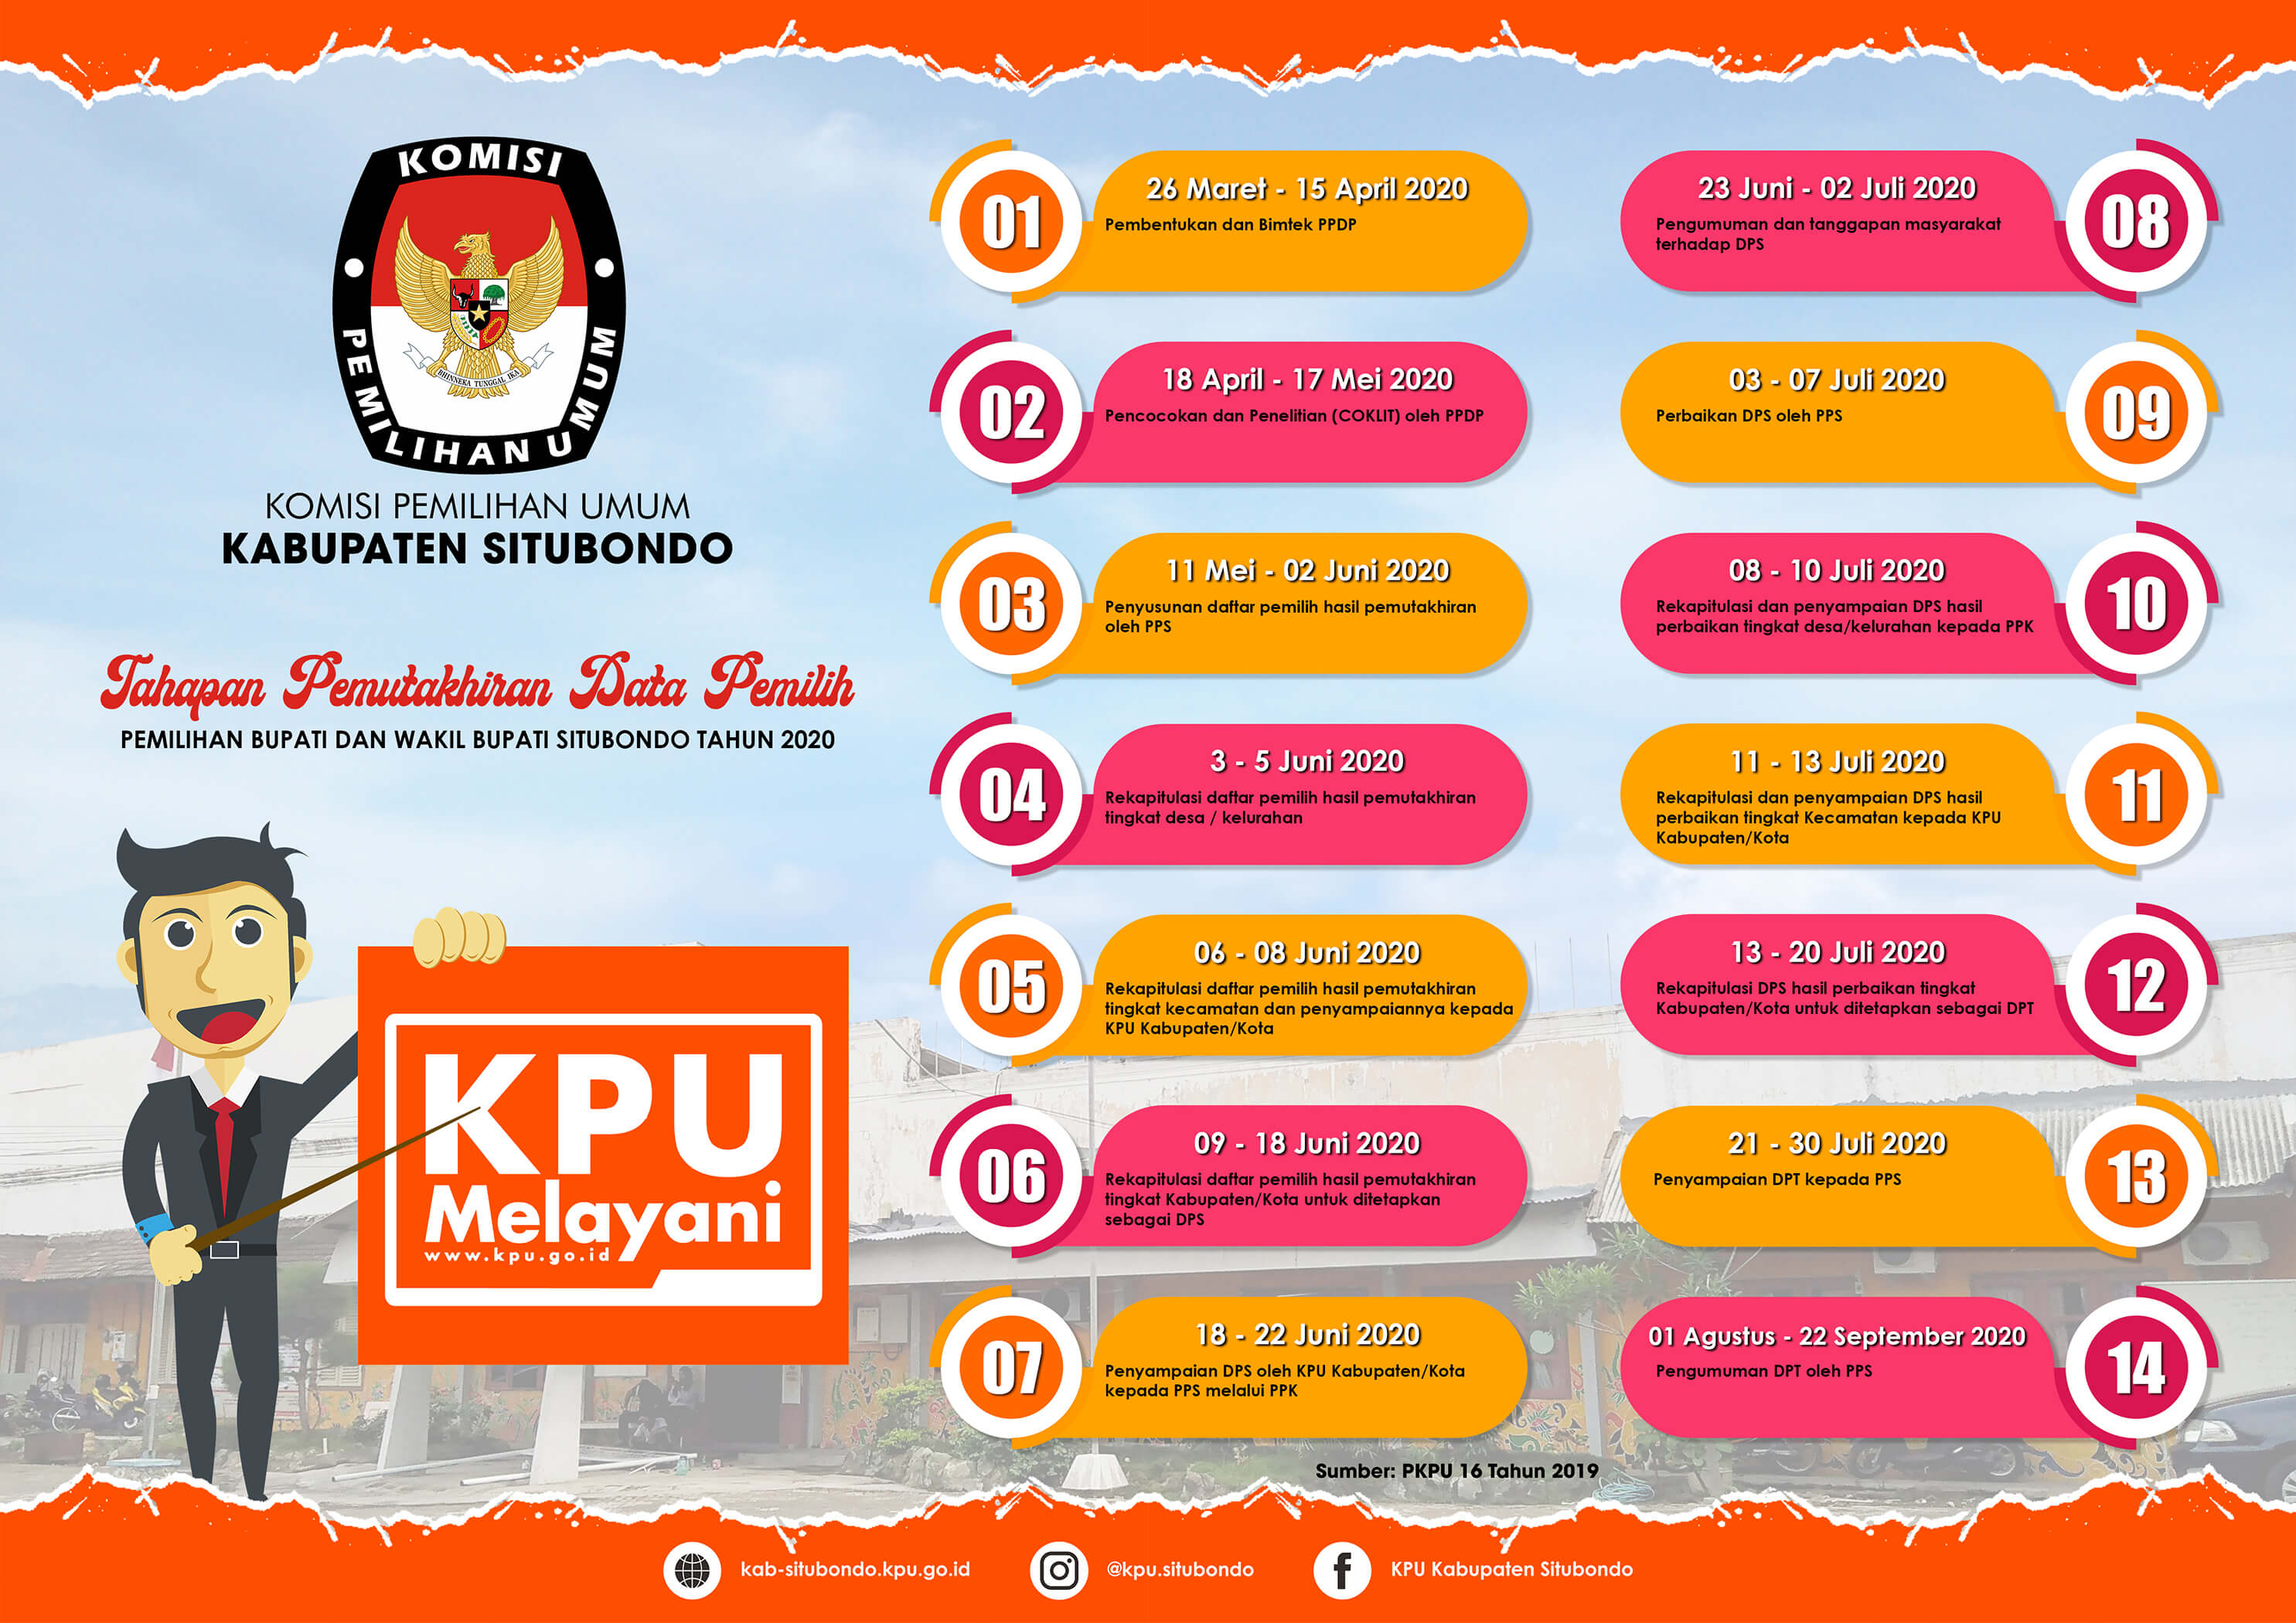 KOMISI
PEMILIHAN UMUM
BHINNEKA TUNGGAL IKA
KOMISI PEMILIHAN UMUM
KABUPATEN SITUBONDO
Tahapan Pemutakhiran Data Pemilih
PEMILIHAN BUPATI DAN WAKIL BUPATI SITUBONDO TAHUN 2020
KPU
Melayani
www.kpu.go.id
01
26 Maret - 15 April 2020
Pembentukan dan Bimtek PPDP
02
18 April - 17 Mei 2020
Pencocokan dan Penelitian (COKLIT) oleh PPDP
03
11 Mei - 02 Juni 2020
Penyusunan daftar pemilih hasil pemutakhiran
oleh PPS
04
3 - 5 Juni 2020
Rekapitulasi daftar pemilih hasil pemutakhiran
tingkat desa / kelurahan
05
06 - 08 Juni 2020
Rekapitulasi daftar pemilih hasil pemutakhiran
tingkat kecamatan dan penyampaiannya kepada
KPU Kabupaten/Kota
06
09 - 18 Juni 2020
Rekapitulasi daftar pemilih hasil pemutakhiran
tingkat Kabupaten/Kota untuk ditetapkan
sebagai DPS
07
18 - 22 Juni 2020
Penyampaian DPS oleh KPU Kabupaten/Kota
kepada PPS melalui PPK
08
23 Juni - 02 Juli 2020
Pengumuman dan tanggapan masyarakat
terhadap DPS
09
03 - 07 Juli 2020
Perbaikan DPS oleh PPS
10
08 - 10 Juli 2020
Rekapitulasi dan penyampaian DPS hasil
perbaikan tingkat desa/kelurahan kepada PPK
11
11 - 13 Juli 2020
Rekapitulasi dan penyampaian DPS hasil
perbaikan tingkat Kecamatan kepada KPU
Kabupaten/Kota
12
13 - 20 Juli 2020
Rekapitulasi DPS hasil perbaikan tingkat
Kabupaten/Kota untuk ditetapkan sebagai DPT
13
21 - 30 Juli 2020
Penyampaian DPT kepada PPS
14
01 Agustus - 22 September 2020
Pengumuman DPT oleh PPS
Sumber: PKPU 16 Tahun 2019
kab-situbondo.kpu.go.id
@kpu.situbondo
KPU Kabupaten Situbondo